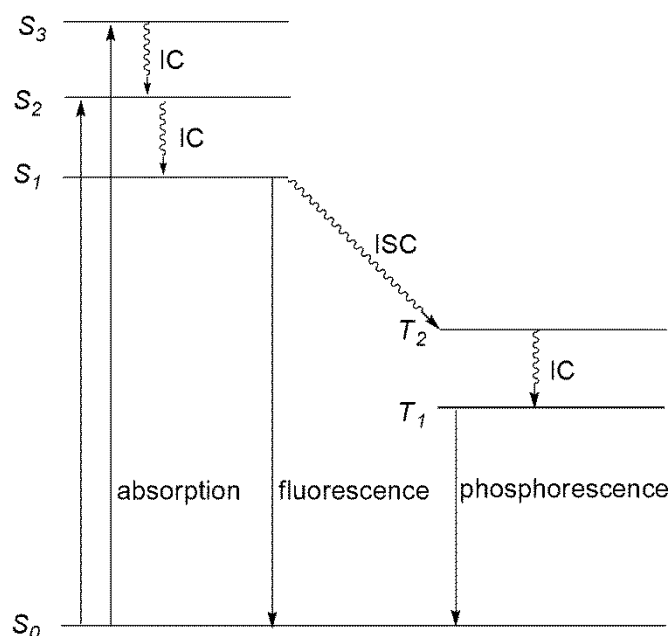 S3
IC
S2
IC
S1
ISC
T2
IC
T1
absorption fluorescence phosphorescence
S0